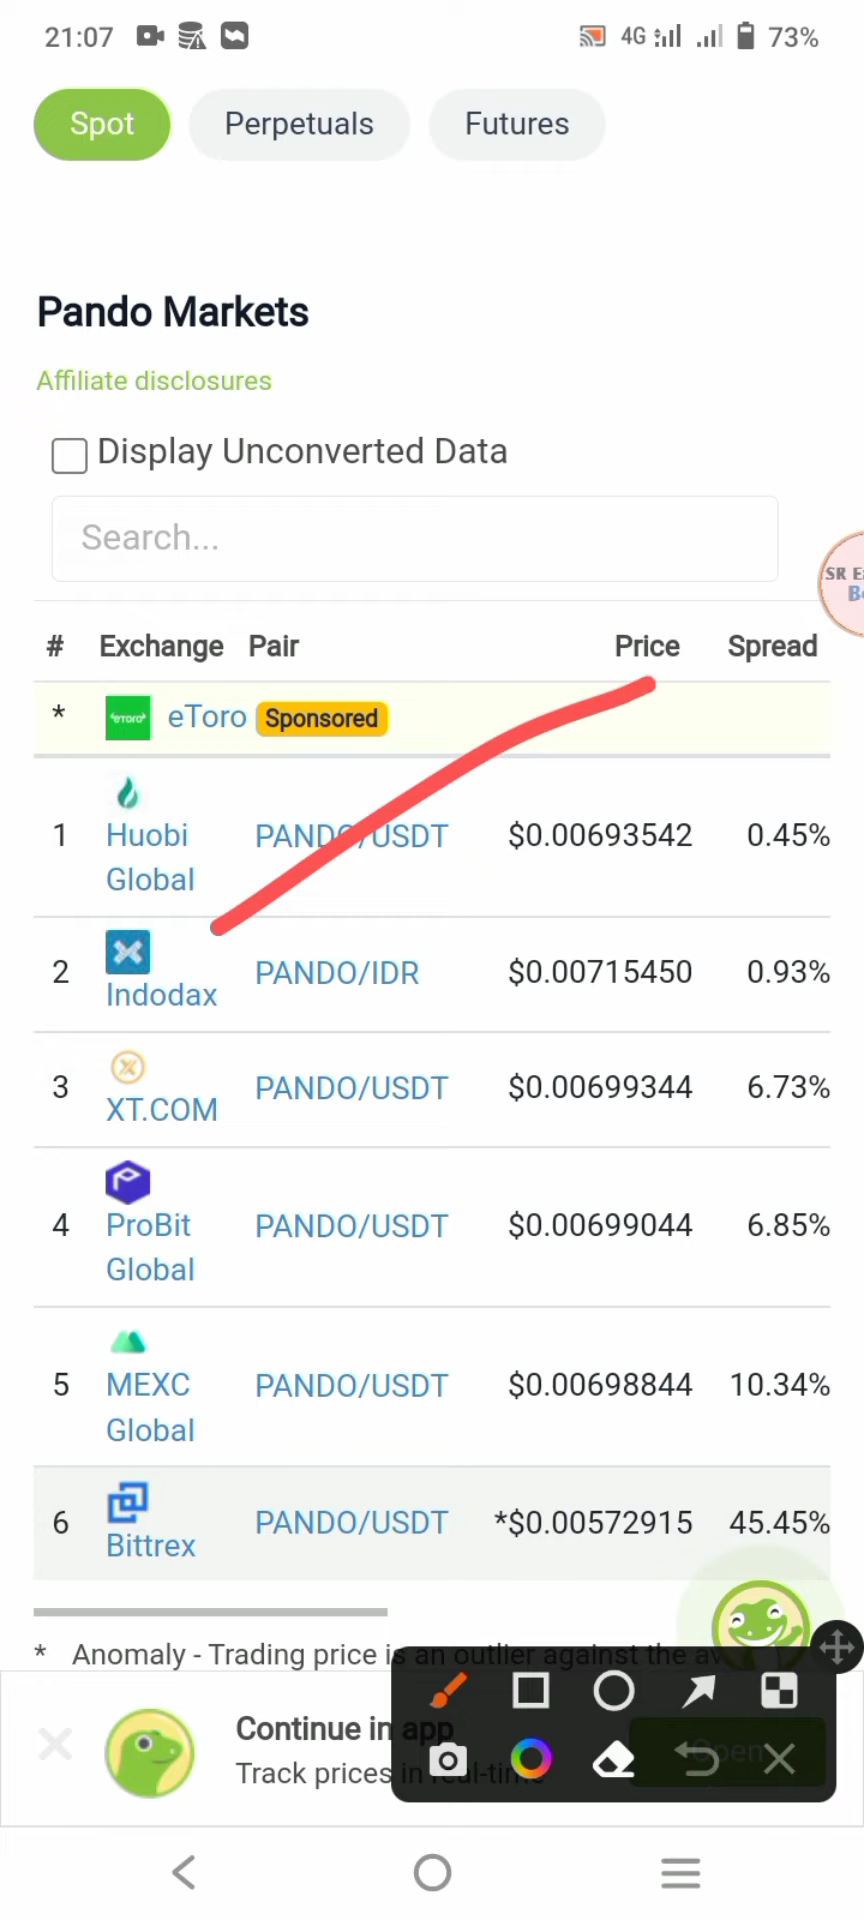 21:07 4G 73%
Spot Perpetuals Futures
Pando Markets
Affiliate disclosures
Display Unconverted Data
Search...
SR E
B
# Exchange Pair Price Spread
* eTORO eToro Sponsored
1 Huobi Global PANDO/USDT $0.00693542 0.45%
2 Indodax PANDO/IDR $0.00715450 0.93%
3 XT.COM PANDO/USDT $0.00699344 6.73%
4 ProBit Global PANDO/USDT $0.00699044 6.85%
5 MEXC Global PANDO/USDT $0.00698844 10.34%
6 Bittrex PANDO/USDT *$0.00572915 45.45%
* Anomaly - Trading price is an outlier against the av
Continue in app
Track prices in real-time
Open